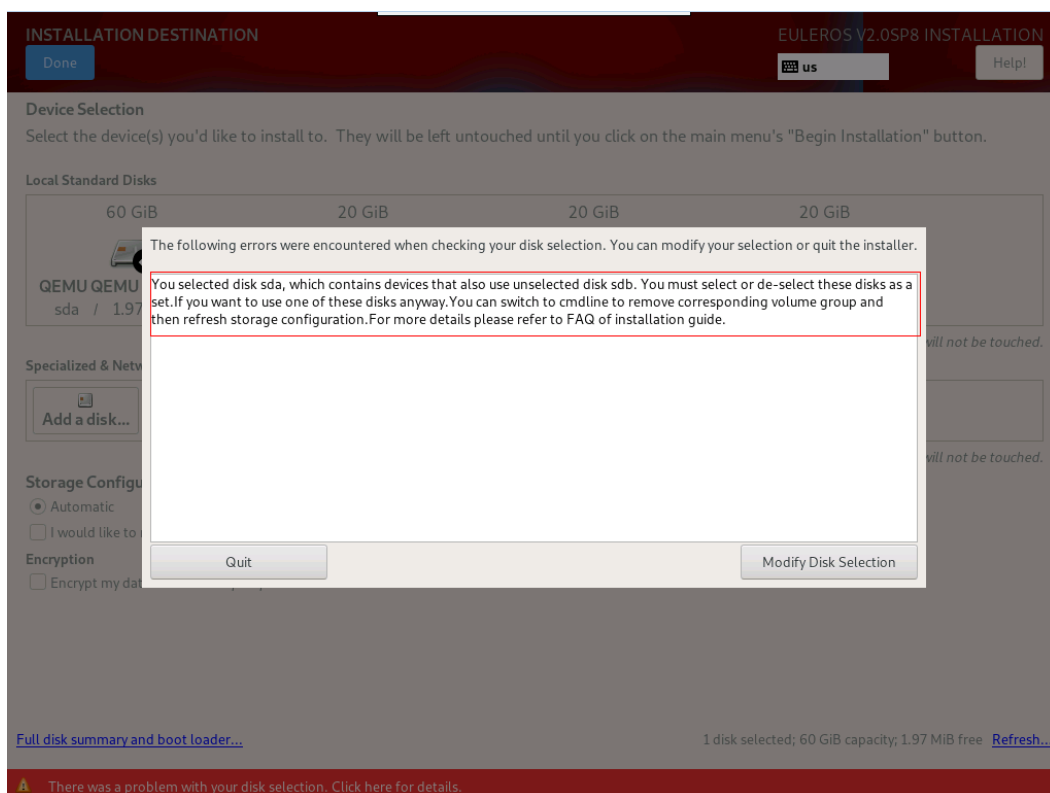 INSTALLATION DESTINATION
EULEROS V2.0SP8 INSTALLATION
Done
us
Help!
Device Selection
Select the device(s) you'd like to install to. They will be left untouched until you click on the main menu's "Begin Installation" button.
Local Standard Disks
60 GiB
20 GiB
20 GiB
20 GiB
The following errors were encountered when checking your disk selection. You can modify your selection or quit the installer.
QEMU QEMU
You selected disk sda, which contains devices that also use unselected disk sdb. You must select or de-select these disks as a
set.If you want to use one of these disks anyway.You can switch to cmdline to remove corresponding volume group and
then refresh storage configuration.For more details please refer to FAQ of installation guide.
sda / 1.97
will not be touched.
Specialized & Netw
Add a disk...
will not be touched.
Storage Configu
Automatic
I would like to
Encryption
Encrypt my dat
Quit
Modify Disk Selection
Full disk summary and boot loader...
1 disk selected; 60 GiB capacity; 1.97 MiB free
Refresh...
There was a problem with your disk selection. Click here for details.